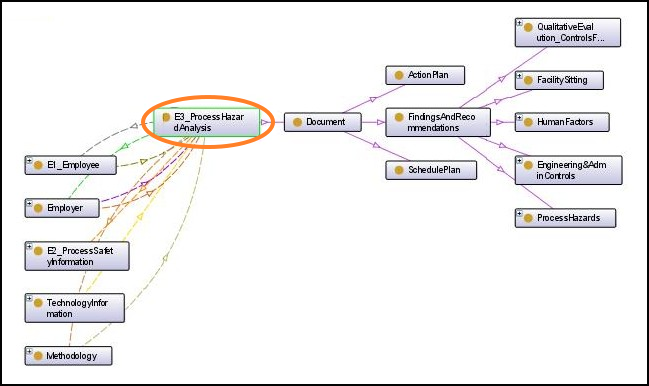 QualitativeEval
ution_ControlsF...
ActionPlan
FacilitySitting
E3_ProcessHazar
dAnalysis
Document
FindingsAndReco
mmendations
HumanFactors
E1_Employee
SchedulePlan
Engineering&Adm
inControls
Employer
ProcessHazards
E2_ProcessSafet
yInformation
TechnologyInfor
mation
Methodology